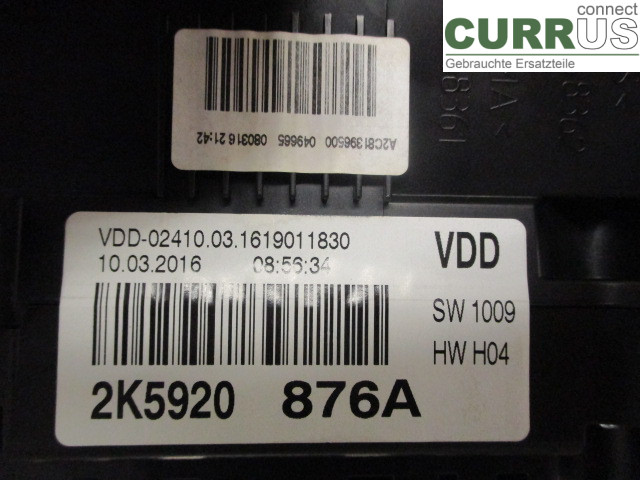 connect
CURRUS
Gebrauchte Ersatzteile
A2C81396500 049665 080316 21:42
VDD-02410.03.1619011830
10.03.2016 08:56:34
VDD
SW 1009
HW H04
2K5920 876A